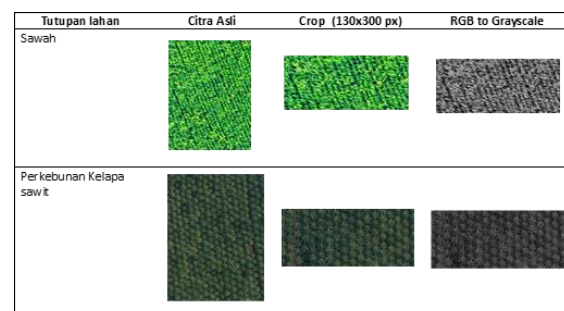 Tutupan lahan Citra Asli Crop (130x300 px) RGB to Grayscale
Sawah
Perkebunan Kelapa
sawit